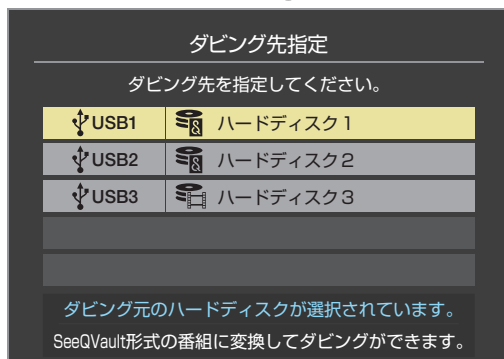 ダビング先指定
ダビング先を指定してください。
USB1 ハードディスク1
USB2 ハードディスク2
USB3 ハードディスク3
ダビング元のハードディスクが選択されています。
SeeQVault形式の番組に変換してダビングができます。